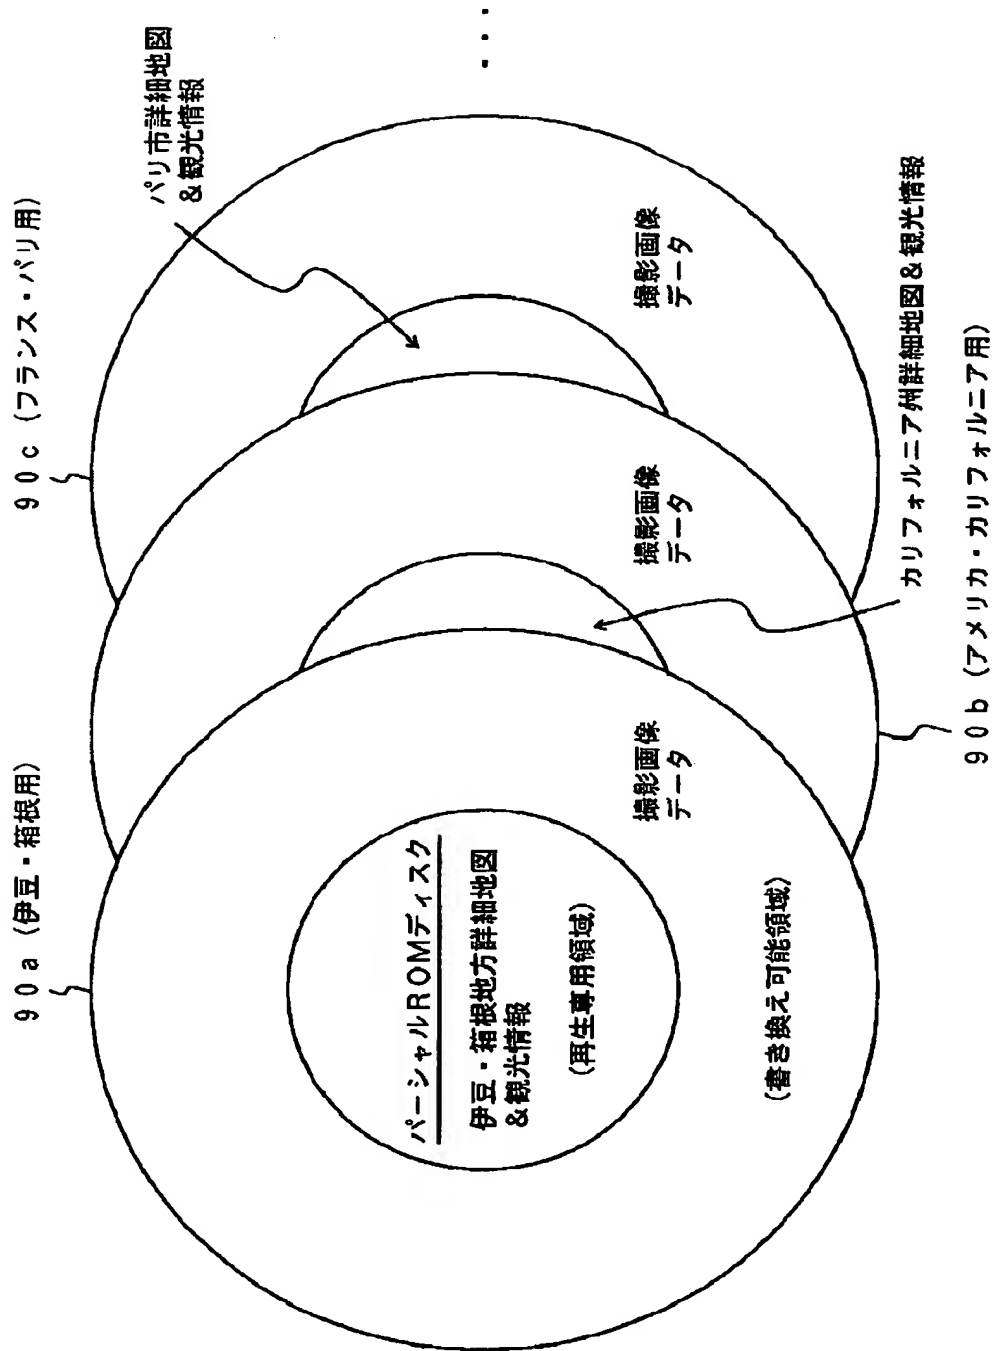 90a (伊豆・箱根用)
90c (フランス・パリ用)
パリ市詳細地図
&観光情報
・・・
パーシャルROMディスク
伊豆・箱根地方詳細地図
&観光情報
(再生専用領域)
(書き換え可能領域)
撮影画像
データ
撮影画像
データ
撮影画像
データ
カリフォルニア州詳細地図&観光情報
90b (アメリカ・カリフォルニア用)